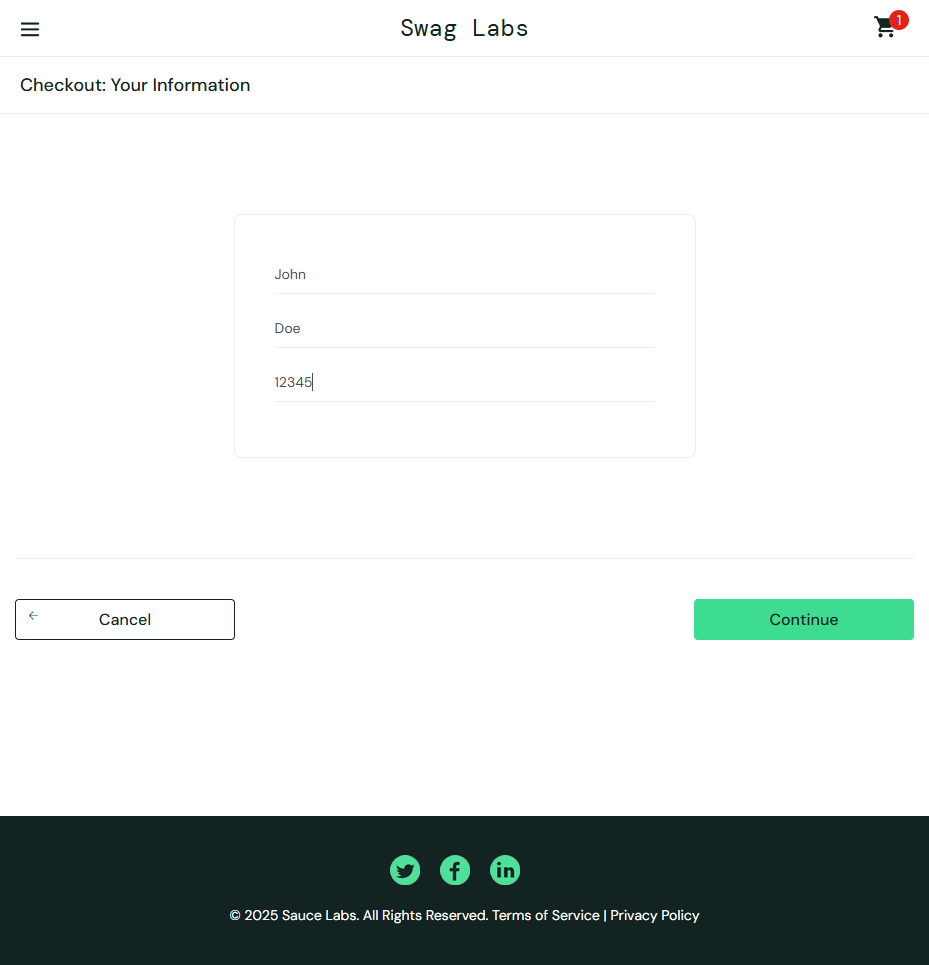 Swag Labs
1
Checkout: Your Information
John
Doe
12345
Cancel
Continue
© 2025 Sauce Labs. All Rights Reserved. Terms of Service | Privacy Policy